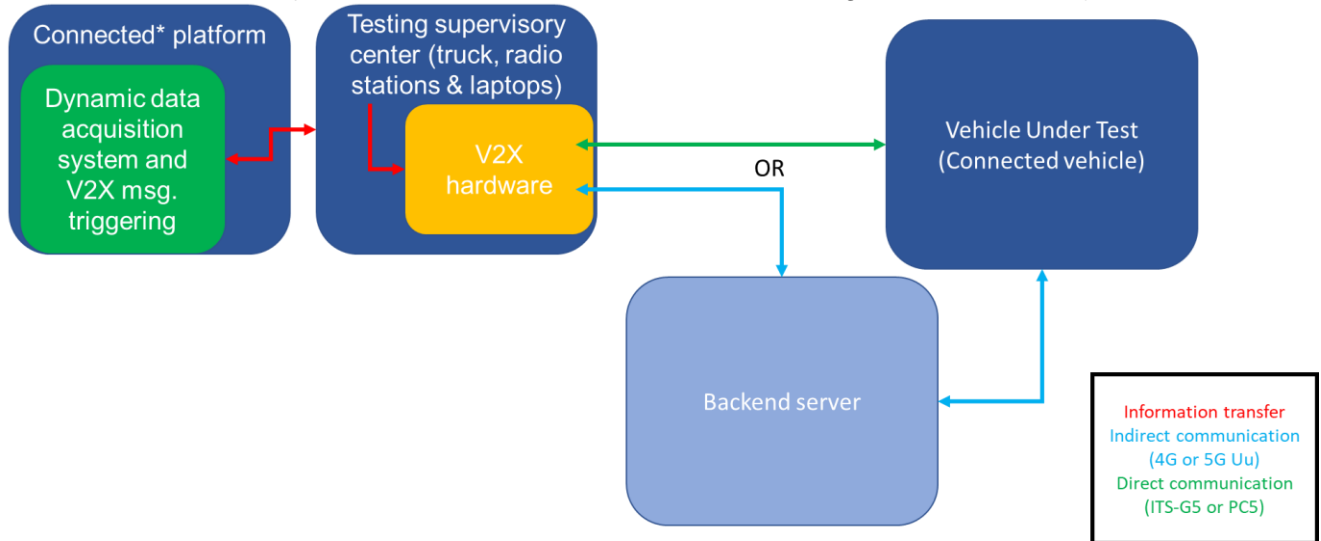 Connected* platform
Dynamic data
acquisition
system and
V2X msg.
triggering
Testing supervisory
center (truck, radio
stations & laptops)
V2X
hardware
OR
Vehicle Under Test
(Connected vehicle)
Backend server
Information transfer
Indirect communication
(4G or 5G Uu)
Direct communication
(ITS-G5 or PC5)